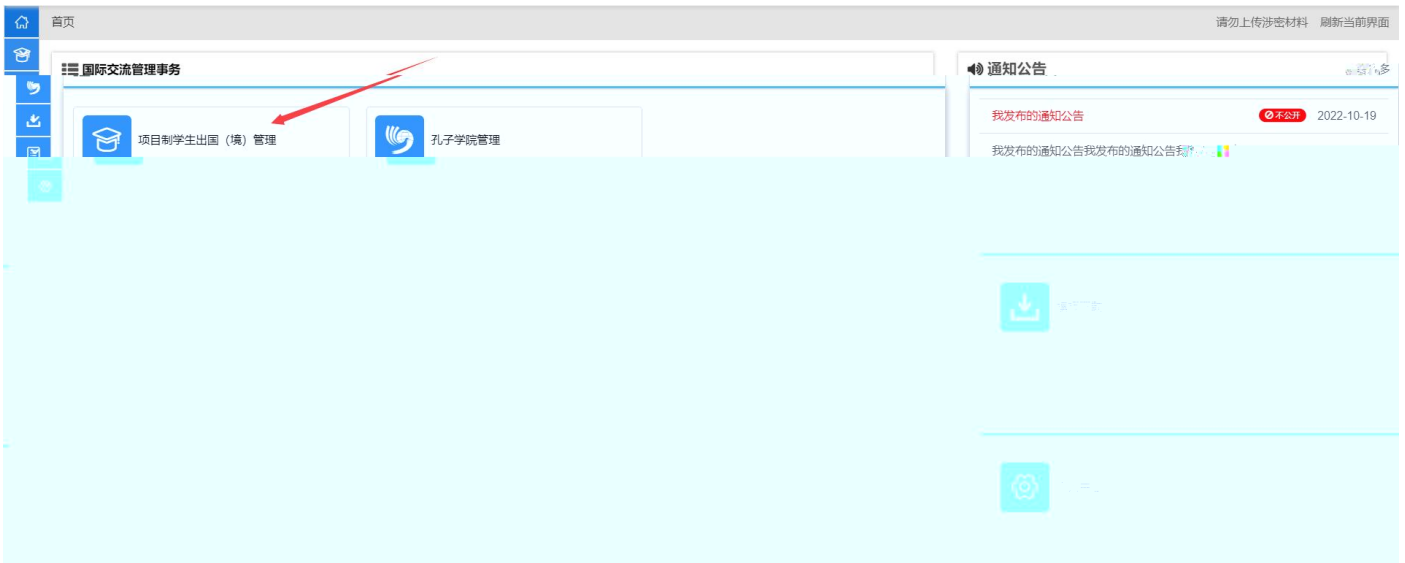 首页
请勿上传涉密材料 刷新当前界面
国际交流管理事务
通知公告
多
项目制学生出国（境）管理
孔子学院管理
我发布的通知公告
不公开 2022-10-19
我发布的通知公告我发布的通知公告我